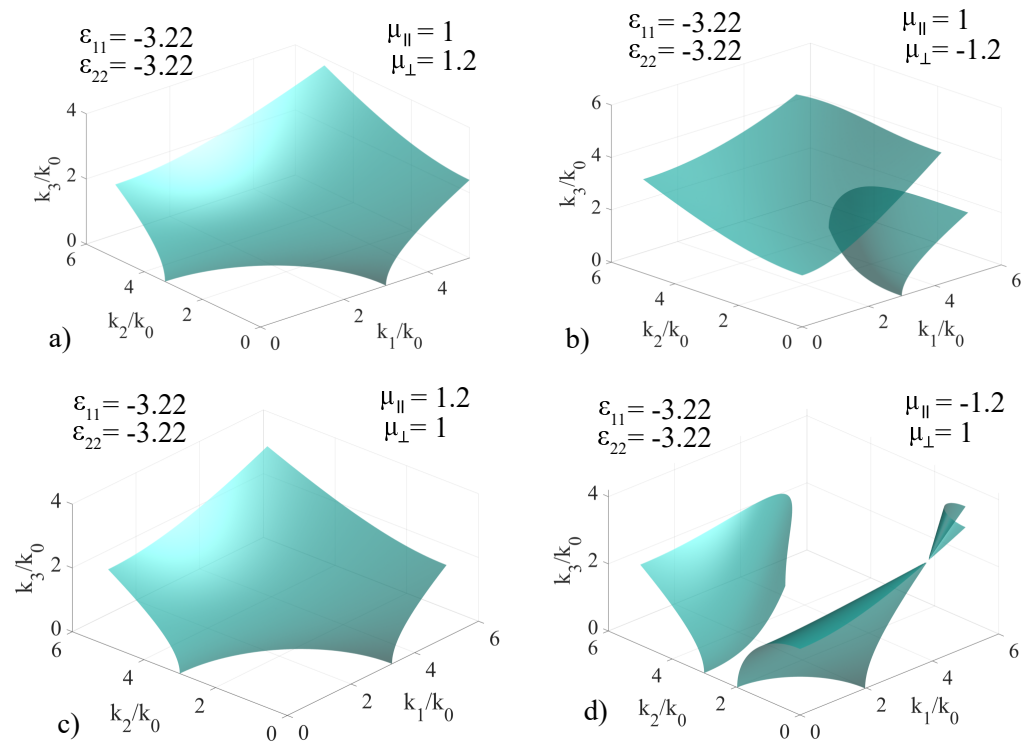 ε₁₁= -3.22
ε₂₂= -3.22
μ∥ = 1
μ⊥= 1.2
4
2
0
k₃/k₀
6
4
2
0
k₂/k₀
0
2
4
k₁/k₀
a)
ε₁₁= -3.22
ε₂₂= -3.22
μ∥ = 1
μ⊥= -1.2
6
4
2
0
k₃/k₀
6
4
2
0
k₂/k₀
0
2
4
6
k₁/k₀
b)
ε₁₁= -3.22
ε₂₂= -3.22
μ∥ = 1.2
μ⊥= 1
4
2
0
k₃/k₀
6
4
2
0
k₂/k₀
0
2
4
6
k₁/k₀
c)
ε₁₁= -3.22
ε₂₂= -3.22
μ∥ = -1.2
μ⊥= 1
4
2
0
k₃/k₀
6
4
2
0
k₂/k₀
0
2
4
6
k₁/k₀
d)